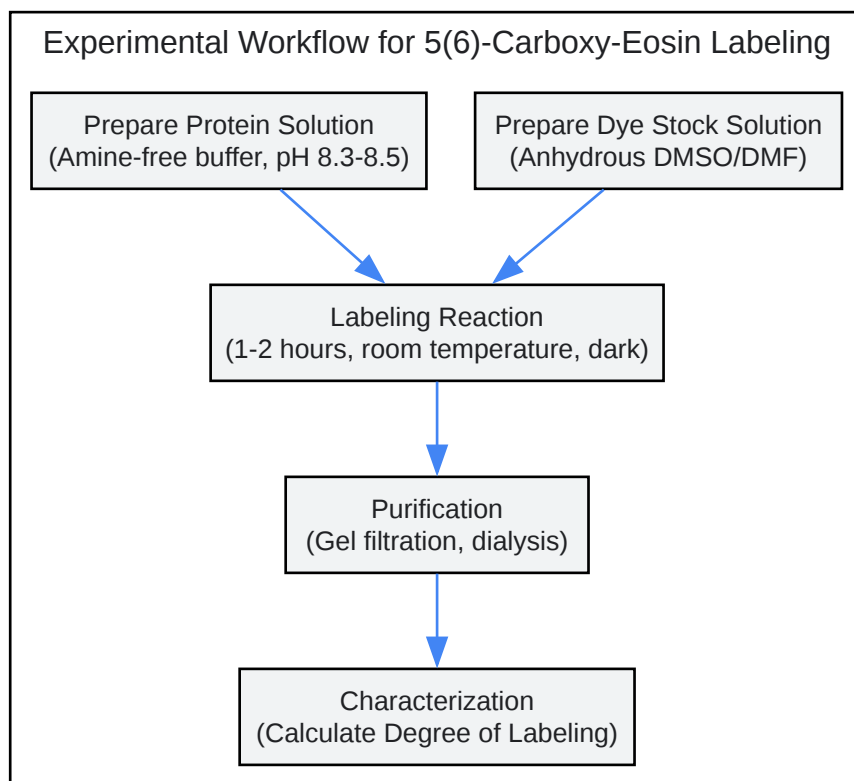 Experimental Workflow for 5(6)-Carboxy-Eosin Labeling
Prepare Protein Solution
(Amine-free buffer, pH 8.3-8.5)
Prepare Dye Stock Solution
(Anhydrous DMSO/DMF)
Labeling Reaction
(1-2 hours, room temperature, dark)
Purification
(Gel filtration, dialysis)
Characterization
(Calculate Degree of Labeling)